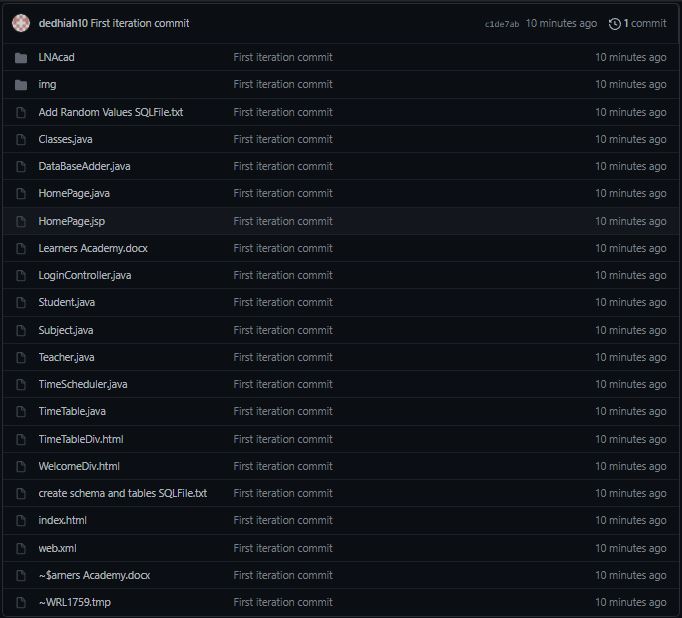 dedhiah10 First iteration commit c1de7ab 10 minutes ago 1 commit
LNAcad First iteration commit 10 minutes ago
img First iteration commit 10 minutes ago
Add Random Values SQLFile.txt First iteration commit 10 minutes ago
Classes.java First iteration commit 10 minutes ago
DataBaseAdder.java First iteration commit 10 minutes ago
HomePage.java First iteration commit 10 minutes ago
HomePage.jsp First iteration commit 10 minutes ago
Learners Academy.docx First iteration commit 10 minutes ago
LoginController.java First iteration commit 10 minutes ago
Student.java First iteration commit 10 minutes ago
Subject.java First iteration commit 10 minutes ago
Teacher.java First iteration commit 10 minutes ago
TimeScheduler.java First iteration commit 10 minutes ago
TimeTable.java First iteration commit 10 minutes ago
TimeTableDiv.html First iteration commit 10 minutes ago
WelcomeDiv.html First iteration commit 10 minutes ago
create schema and tables SQLFile.txt First iteration commit 10 minutes ago
index.html First iteration commit 10 minutes ago
web.xml First iteration commit 10 minutes ago
~$arners Academy.docx First iteration commit 10 minutes ago
~WRL1759.tmp First iteration commit 10 minutes ago